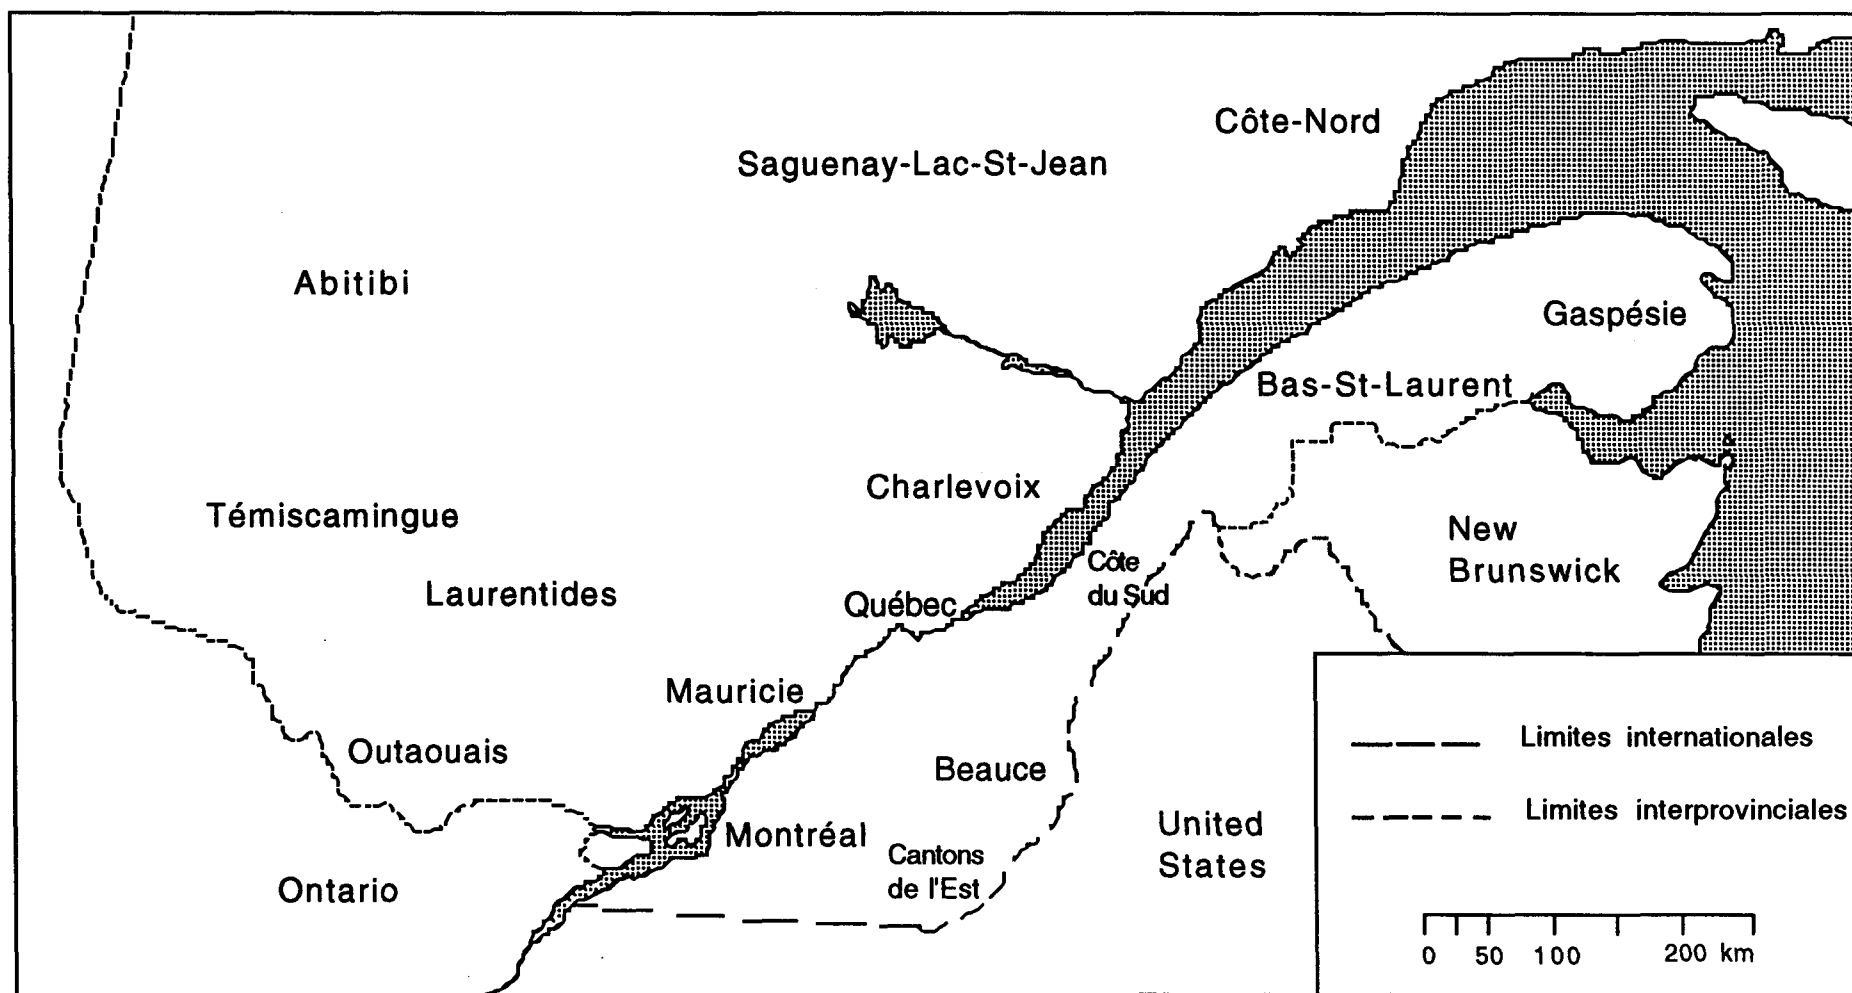 Côte-Nord
Saguenay-Lac-St-Jean
Abitibi
Gaspésie
Bas-St-Laurent
Charlevoix
Témiscamingue
New
Brunswick
Côte
du Sud
Laurentides
Québec
Mauricie
Outaouais
Beauce
Montréal
United
States
Cantons
de l'Est
Ontario
Limites internationales
Limites interprovinciales
0 50 100 200 km